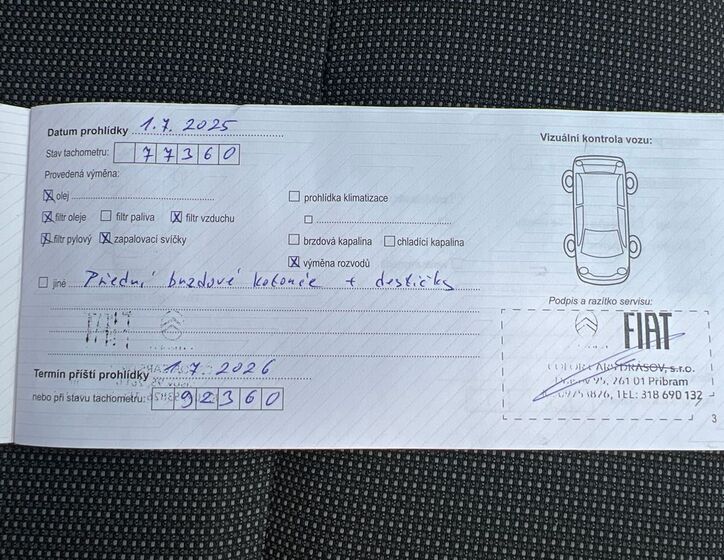 Datum prohlídky 1.7. 2025
Stav tachometru: 77360
Provedená výměna:
olej
filtr oleje filtr paliva filtr vzduchu
filtr pylový zapalovací svíčky
prohlídka klimatizace
brzdová kapalina chladící kapalina
výměna rozvodů
jiné Přední brzdové kotouče + destičky
Termín příští prohlídky 1.7. 2026
nebo při stavu tachometru: 92360
Vizuální kontrola vozu:
Podpis a razítko servisu:
FIAT
s.r.o.
95, 261 01 Příbram
TEL: 318 690 132
3